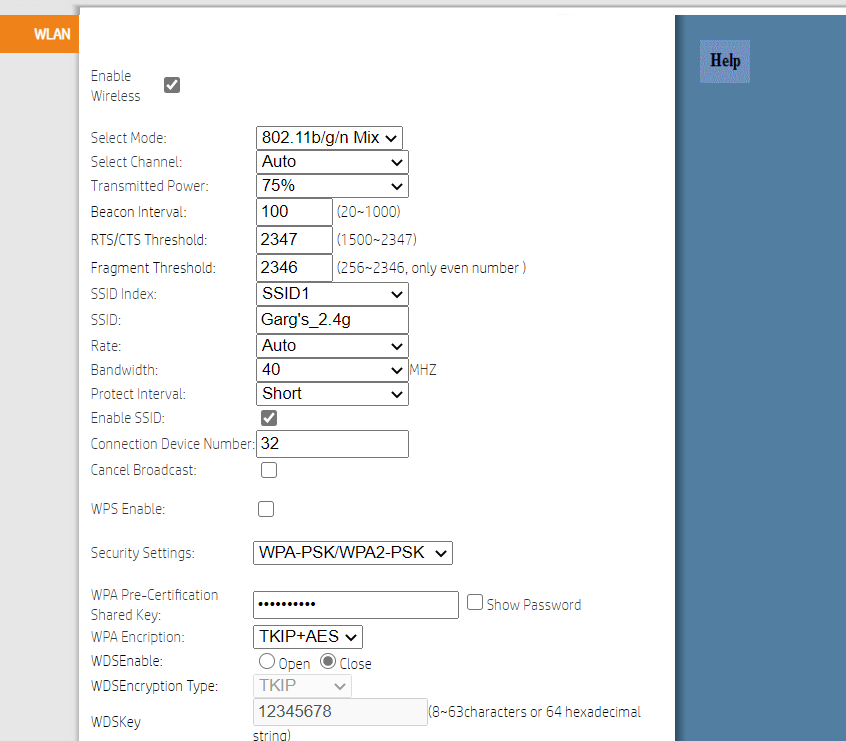 WLAN
Help
Enable
Wireless
Select Mode: 802.11b/g/n Mix
Select Channel: Auto
Transmitted Power: 75%
Beacon Interval: 100 (20~1000)
RTS/CTS Threshold: 2347 (1500~2347)
Fragment Threshold: 2346 (256~2346, only even number )
SSID Index: SSID1
SSID: Garg's_2.4g
Rate: Auto
Bandwidth: 40 MHZ
Protect Interval: Short
Enable SSID:
Connection Device Number: 32
Cancel Broadcast:
WPS Enable:
Security Settings: WPA-PSK/WPA2-PSK
WPA Pre-Certification
Shared Key: •••••••••• Show Password
WPA Encription: TKIP+AES
WDSEnable: Open Close
WDSEncryption Type: TKIP
WDSKey 12345678 (8~63characters or 64 hexadecimal
string)